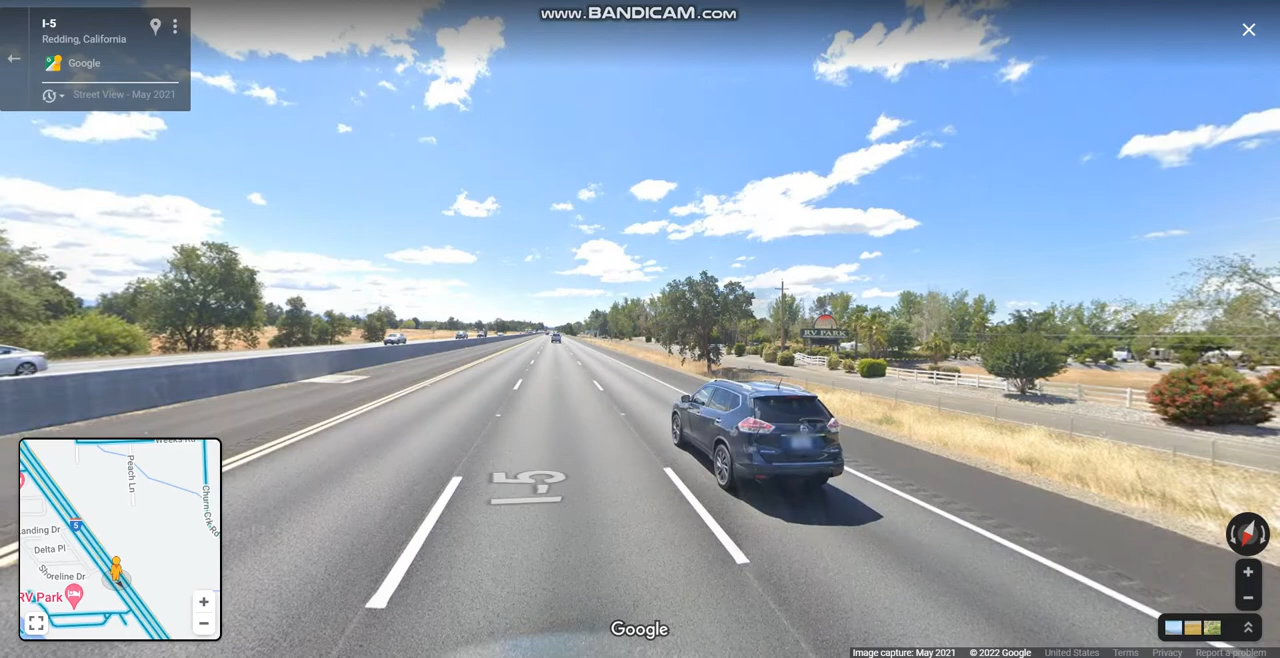 www.BANDICAM.com
I-5
Redding, California
Google
Street View - May 2021
RV PARK
I-5
Weeks Rd
Peach Ln
Churn Crk Rd
5
anding Dr
Delta Pl
Shoreline Dr
RV Park
Google
Image capture: May 2021 © 2022 Google United States Terms Privacy Report a problem